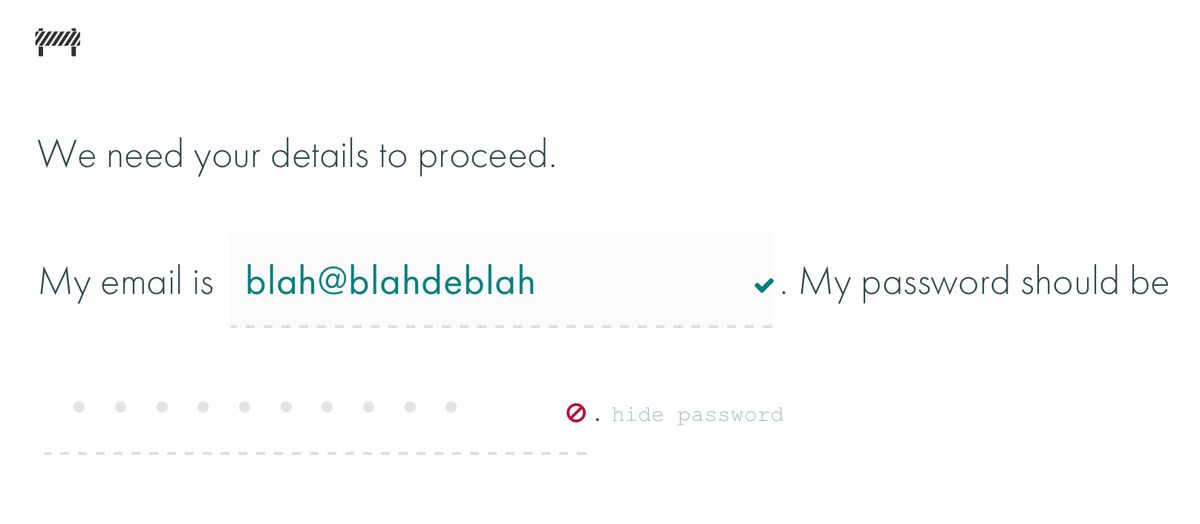 We need your details to proceed.
My email is blah@blahdeblah . My password should be
. hide password